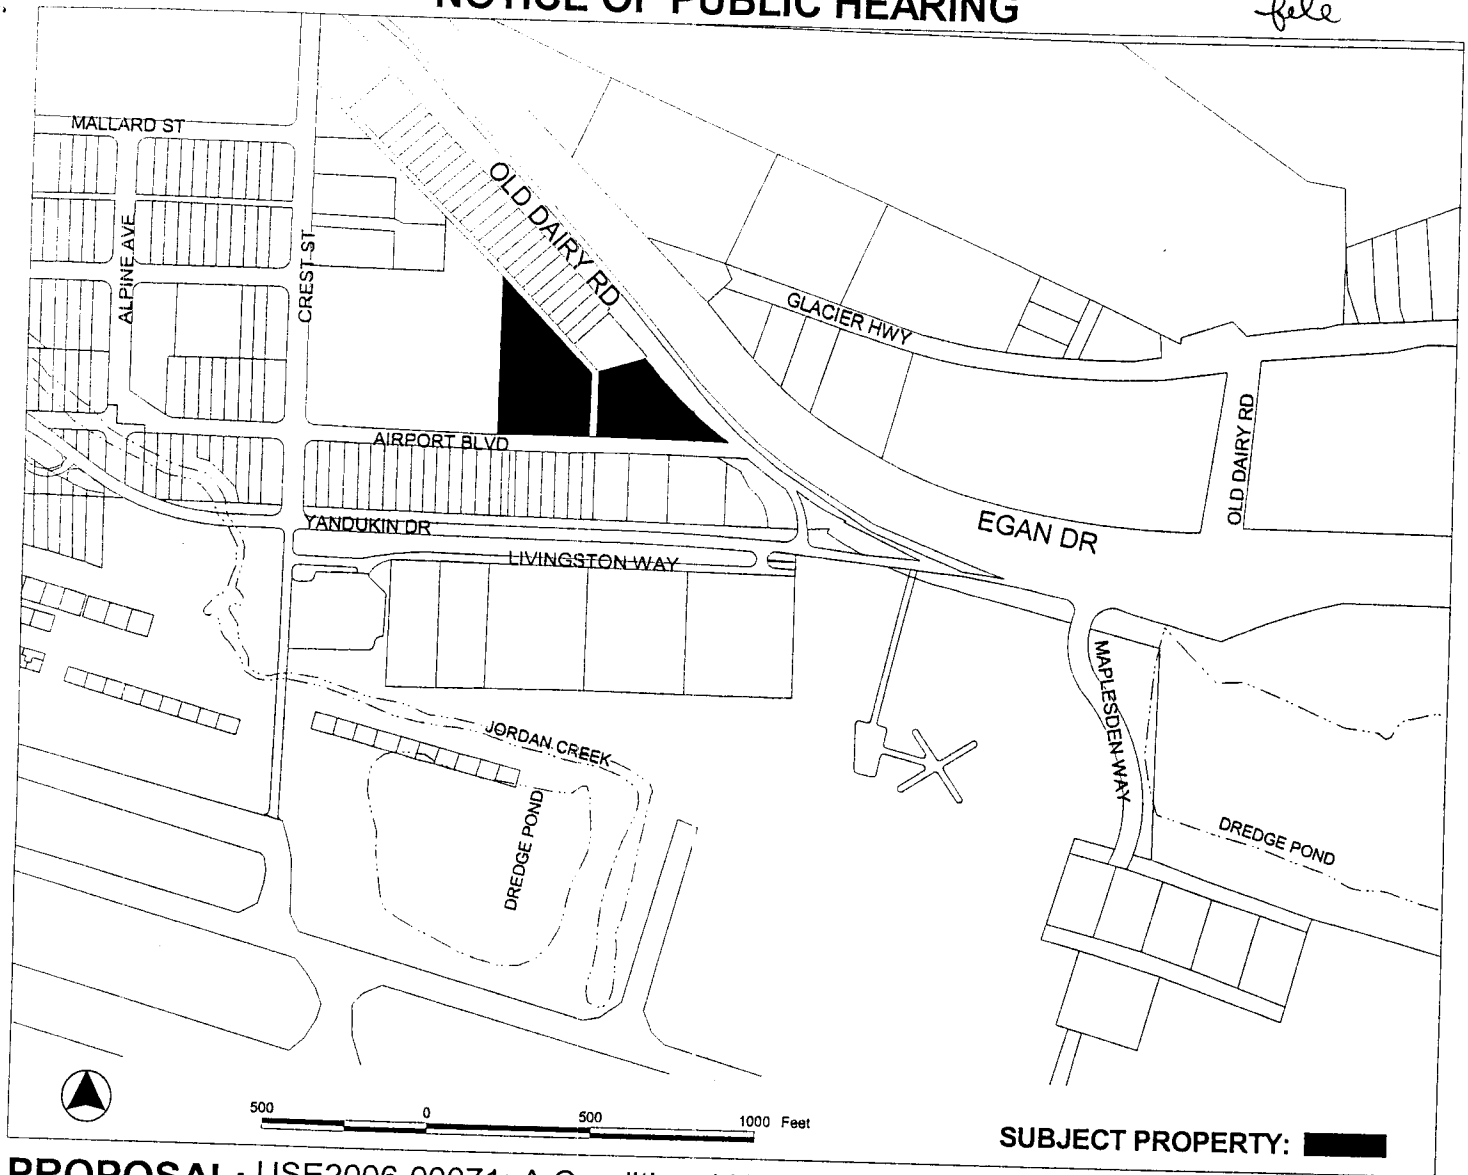 NOTICE OF PUBLIC HEARING
file
MALLARD ST
OLD DAIRY RD
ALPINE AVE
CREST ST
GLACIER HWY
OLD DAIRY RD
AIRPORT BLVD
YANDUKIN DR
EGAN DR
LIVINGSTON WAY
MAPLESDEN WAY
JORDAN CREEK
DREDGE POND
DREDGE POND
500 0 500 1000 Feet
SUBJECT PROPERTY:
PROPOSAL: USE2006-00071: A